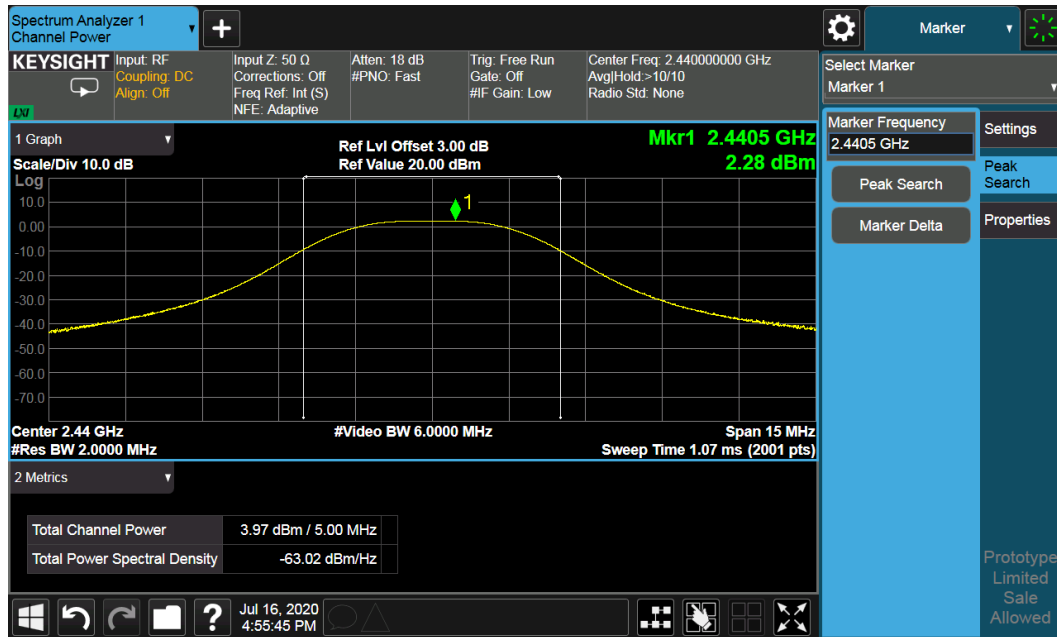 Spectrum Analyzer 1
Channel Power
+
Marker
KEYSIGHT
LXI
Input: RF
Coupling: DC
Align: Off
Input Z: 50 Ω
Corrections: Off
Freq Ref: Int (S)
NFE: Adaptive
Atten: 18 dB
#PNO: Fast
Trig: Free Run
Gate: Off
#IF Gain: Low
Center Freq: 2.440000000 GHz
Avg|Hold:>10/10
Radio Std: None
Select Marker
Marker 1
1 Graph
Scale/Div 10.0 dB
Ref Lvl Offset 3.00 dB
Ref Value 20.00 dBm
Mkr1 2.4405 GHz
2.28 dBm
Log
10.0
0.00
-10.0
-20.0
-30.0
-40.0
-50.0
-60.0
-70.0
1
Center 2.44 GHz
#Res BW 2.0000 MHz
#Video BW 6.0000 MHz
Span 15 MHz
Sweep Time 1.07 ms (2001 pts)
Marker Frequency
2.4405 GHz
Peak Search
Marker Delta
Settings
Peak
Search
Properties
2 Metrics
Total Channel Power 3.97 dBm / 5.00 MHz
Total Power Spectral Density -63.02 dBm/Hz
Prototype
Limited
Sale
Allowed
?
Jul 16, 2020
4:55:45 PM